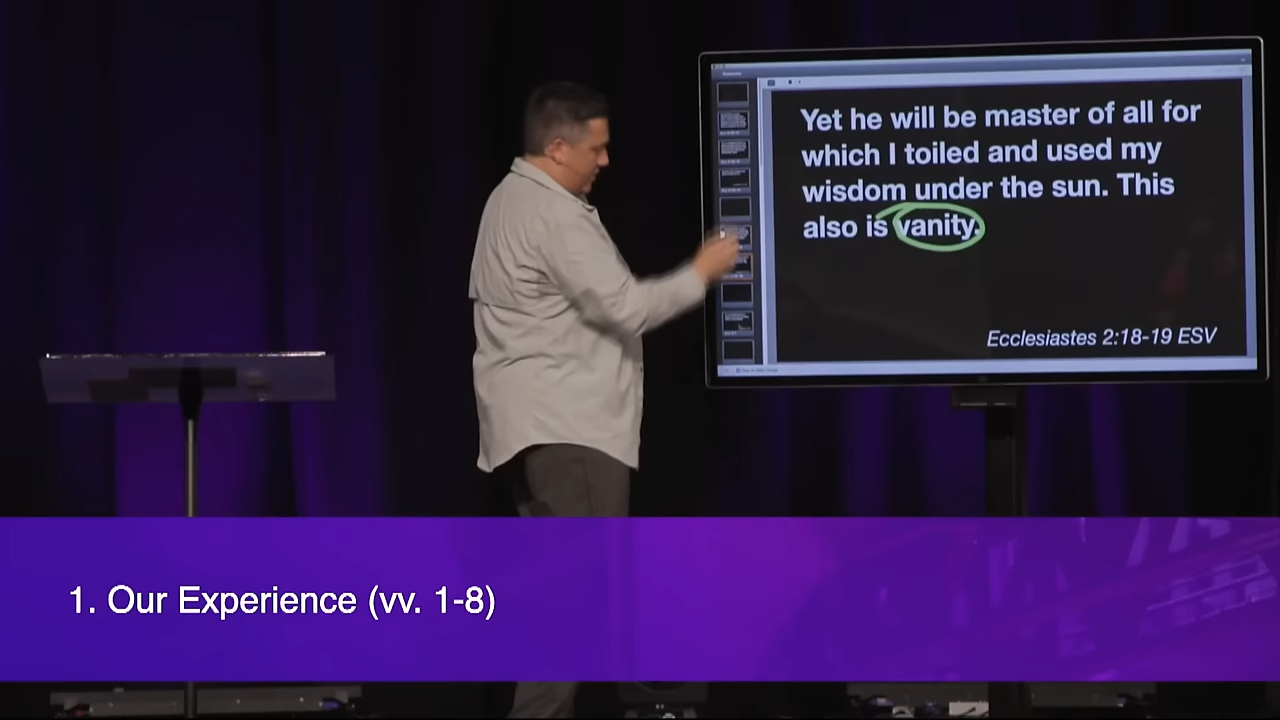 Yet he will be master of all for
which I toiled and used my
wisdom under the sun. This
also is vanity.
Ecclesiastes 2:18-19 ESV
1. Our Experience (vv. 1-8)